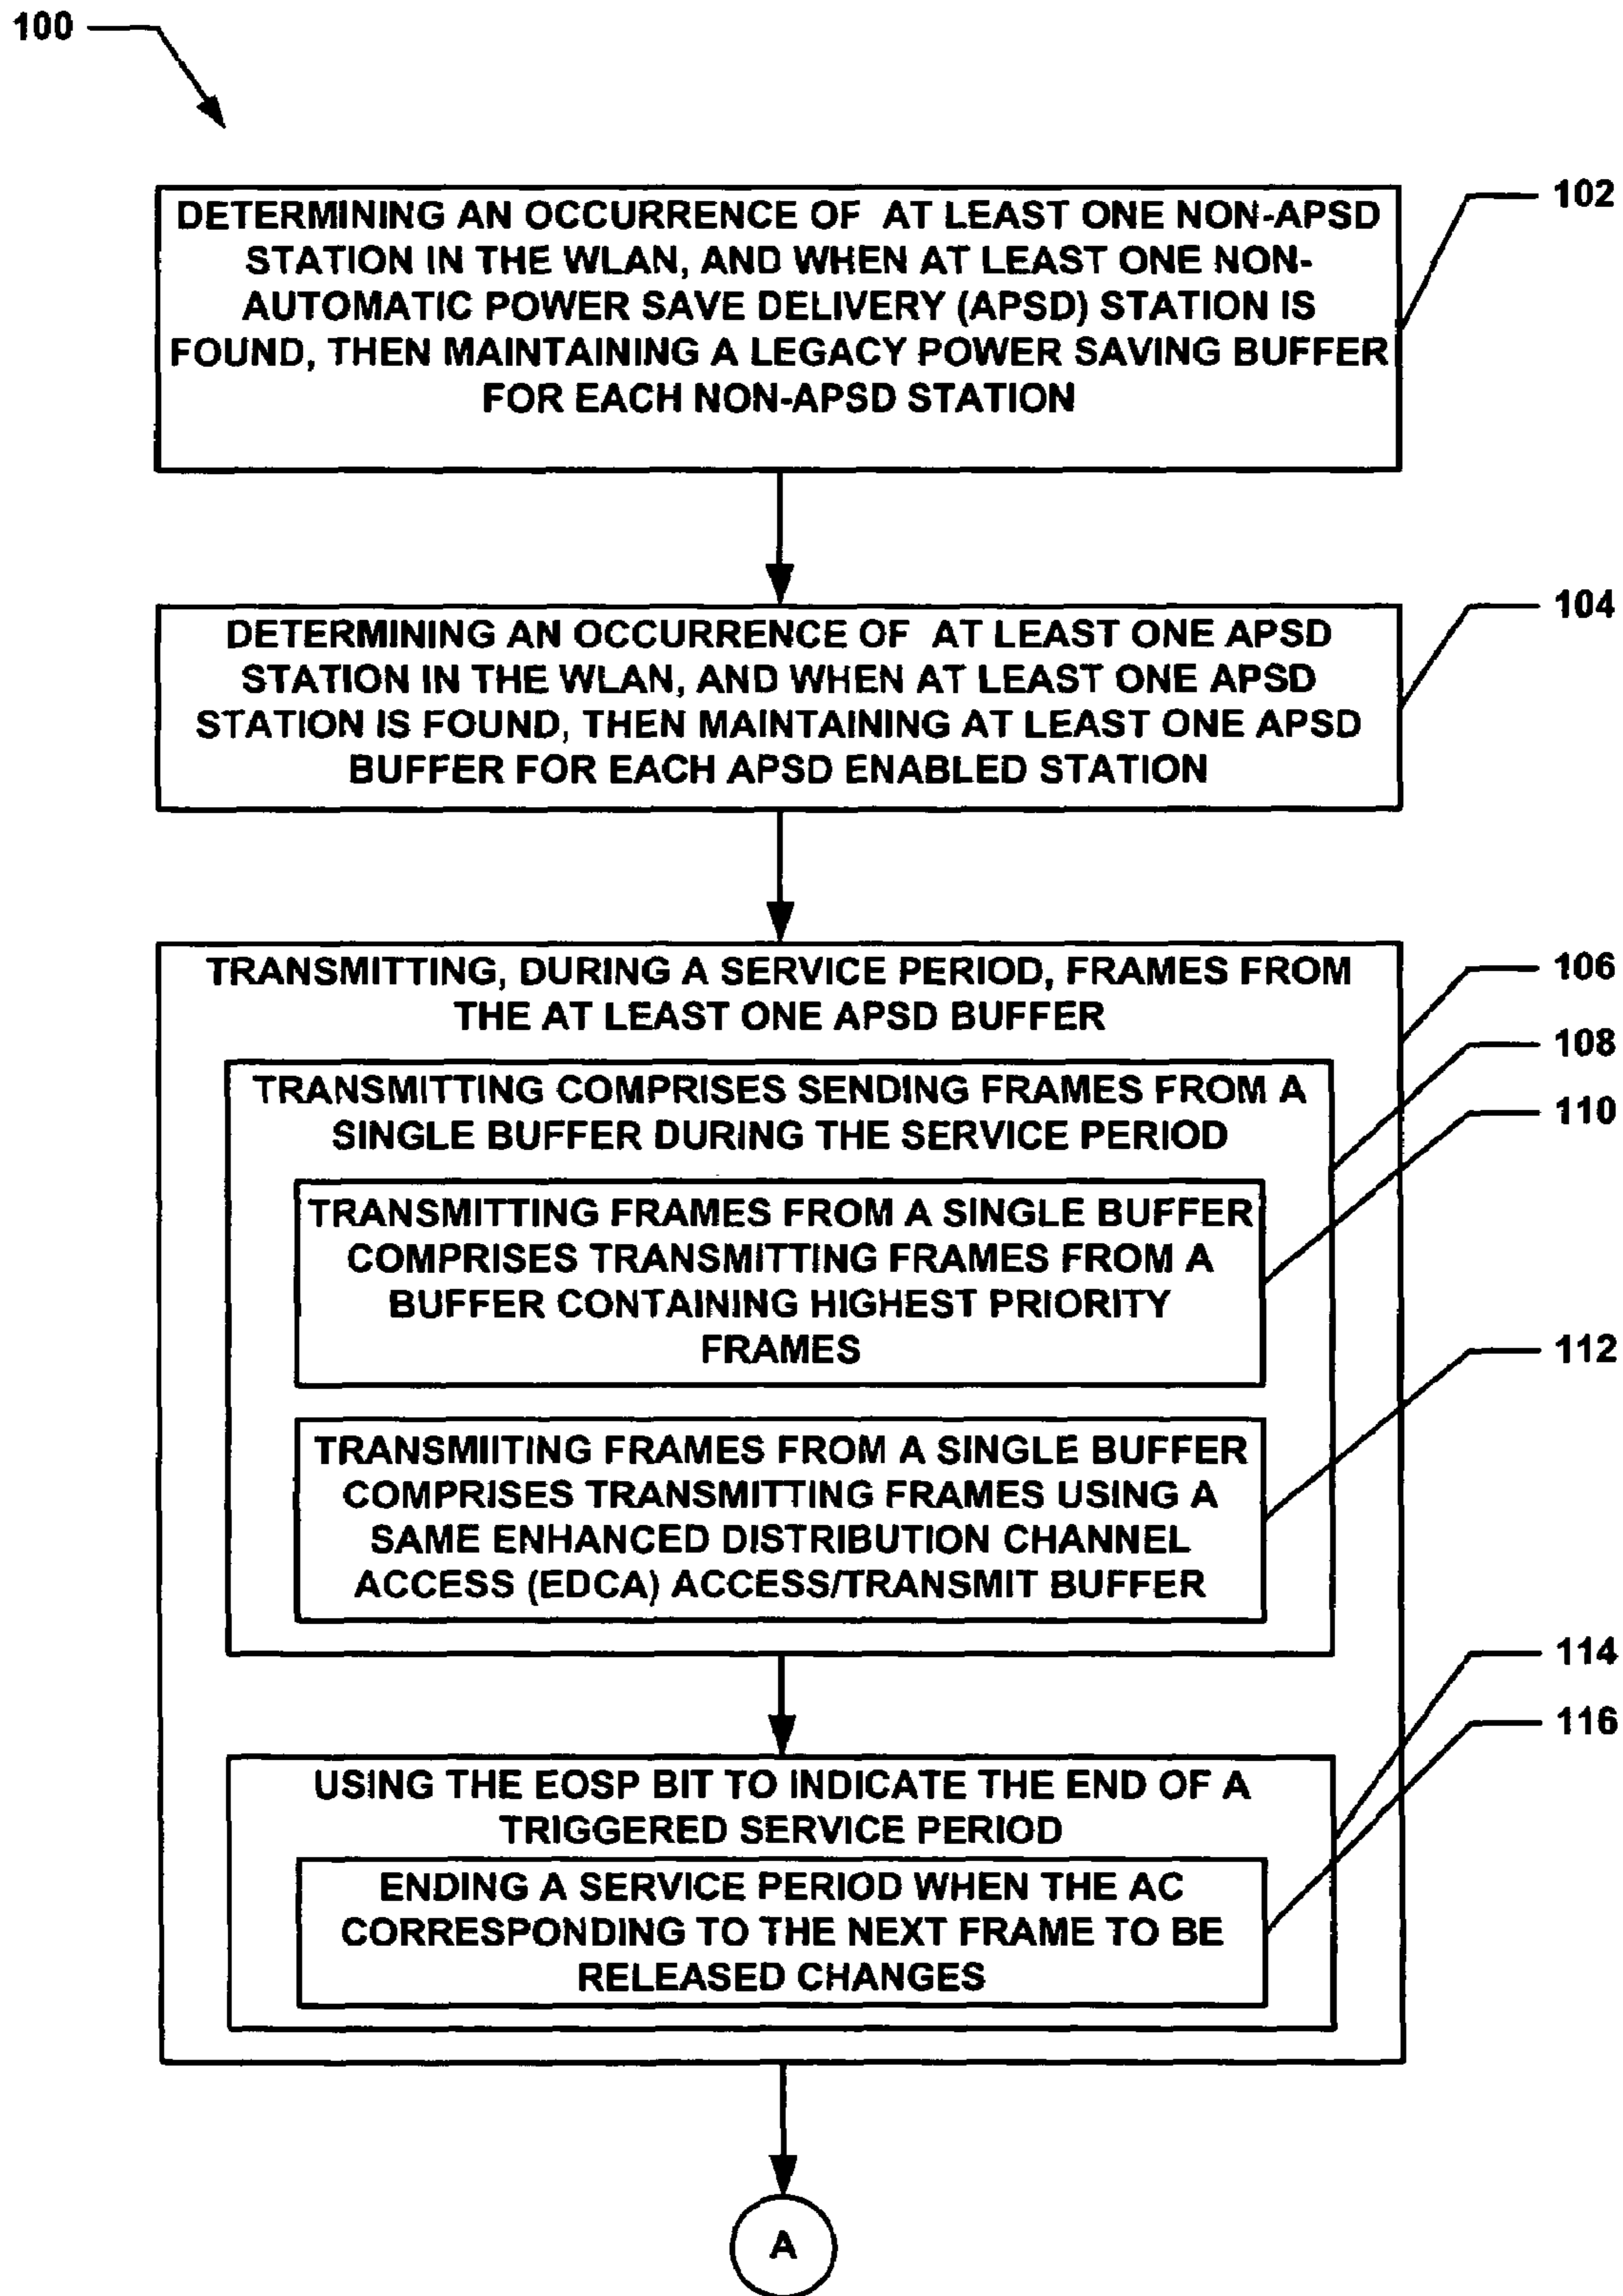 100
DETERMINING AN OCCURRENCE OF AT LEAST ONE NON-APSD
STATION IN THE WLAN, AND WHEN AT LEAST ONE NON-
AUTOMATIC POWER SAVE DELIVERY (APSD) STATION IS
FOUND, THEN MAINTAINING A LEGACY POWER SAVING BUFFER
FOR EACH NON-APSD STATION
102
DETERMINING AN OCCURRENCE OF AT LEAST ONE APSD
STATION IN THE WLAN, AND WHEN AT LEAST ONE APSD
STATION IS FOUND, THEN MAINTAINING AT LEAST ONE APSD
BUFFER FOR EACH APSD ENABLED STATION
104
TRANSMITTING, DURING A SERVICE PERIOD, FRAMES FROM
THE AT LEAST ONE APSD BUFFER
106
TRANSMITTING COMPRISES SENDING FRAMES FROM A
SINGLE BUFFER DURING THE SERVICE PERIOD
108
TRANSMITTING FRAMES FROM A SINGLE BUFFER
COMPRISES TRANSMITTING FRAMES FROM A
BUFFER CONTAINING HIGHEST PRIORITY
FRAMES
110
TRANSMIITING FRAMES FROM A SINGLE BUFFER
COMPRISES TRANSMITTING FRAMES USING A
SAME ENHANCED DISTRIBUTION CHANNEL
ACCESS (EDCA) ACCESS/TRANSMIT BUFFER
112
USING THE EOSP BIT TO INDICATE THE END OF A
TRIGGERED SERVICE PERIOD
114
ENDING A SERVICE PERIOD WHEN THE AC
CORRESPONDING TO THE NEXT FRAME TO BE
RELEASED CHANGES
116
A